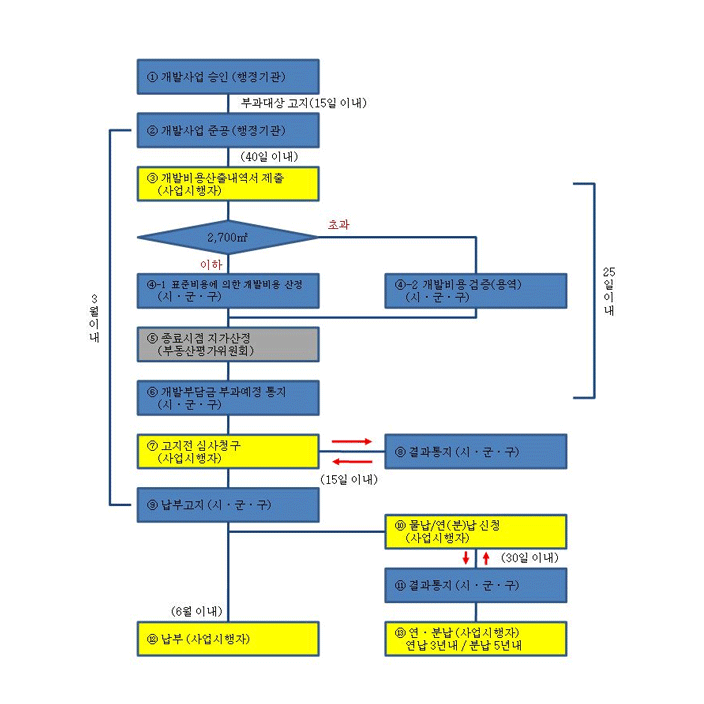 ① 개발사업 승인 (행정기관)
부과대상 고지(15일 이내)
② 개발사업 준공 (행정기관)
(40일 이내)
③ 개발비용산출내역서 제출
(사업시행자)
2,700㎡
초과
이하
④-1 표준비용에 의한 개발비용 산정
(시 · 군 · 구)
④-2 개발비용 검증(용역)
(시 · 군 · 구)
3
월
이
내
25
일
이
내
⑤ 종료시점 지가산정
(부동산평가위원회)
⑥ 개발부담금 부과예정 통지
(시 · 군 · 구)
⑦ 고지전 심사청구
(사업시행자)
⑧ 결과통지 (시 · 군 · 구)
(15일 이내)
⑨ 납부고지 (시 · 군 · 구)
⑩ 물납/연(분)납 신청
(사업시행자)
(30일 이내)
⑪ 결과통지 (시 · 군 · 구)
(6월 이내)
⑫ 납부 (사업시행자)
⑬ 연 · 분납 (사업시행자)
연납 3년내 / 분납 5년내